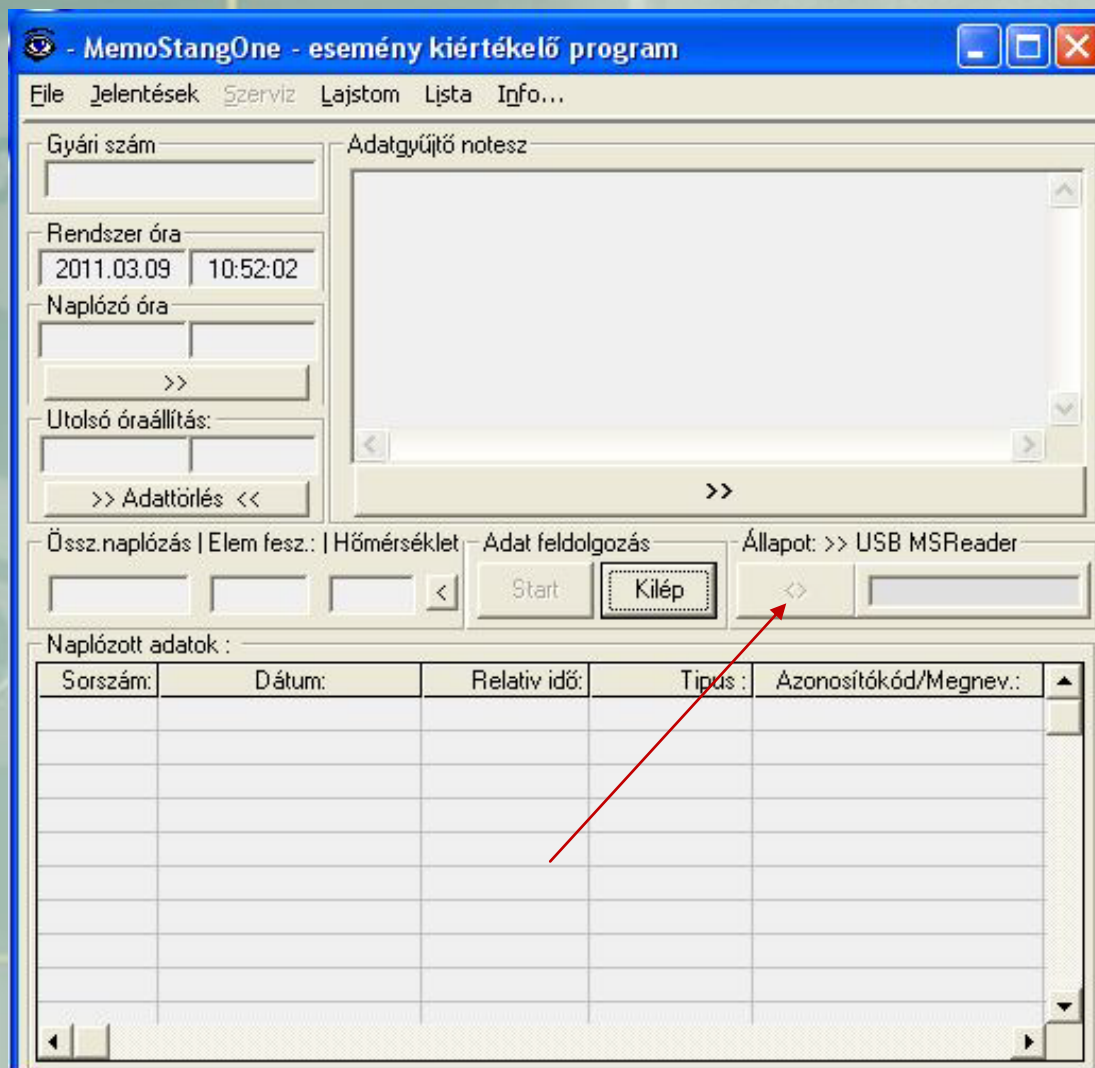 - MemoStangOne - esemény kiértékelő program
File Jelentések Szerviz Lajstom Lista Info...
Gyári szám
Adatgyűjtő notesz
Rendszer óra
2011.03.09 10:52:02
Naplózó óra
>>
Utolsó óraállítás:
>> Adattörlés <<
>>
Össz.naplózás | Elem fesz.: | Hőmérséklet
<
Adat feldolgozás
Start Kilép
Állapot: >> USB MSReader
<>
Naplózott adatok :
Sorszám: Dátum: Relativ idő: Tipus : Azonosítókód/Megnev.: